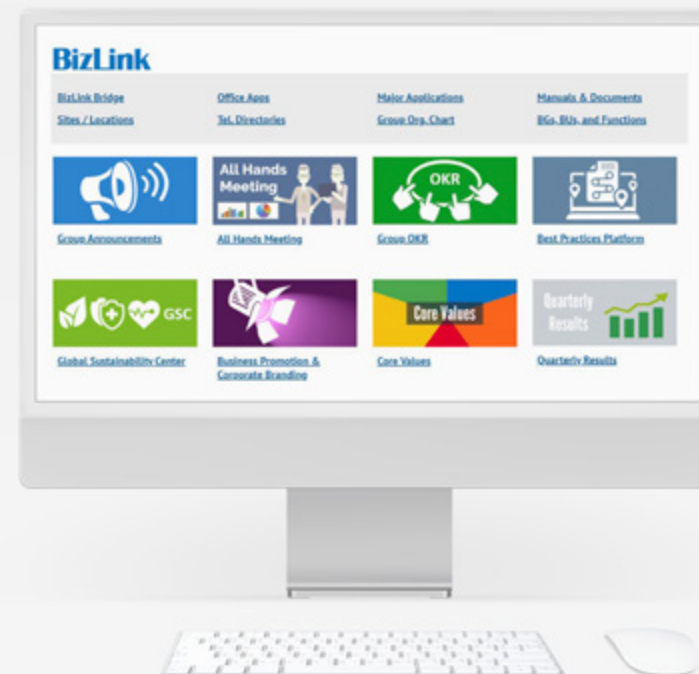 BizLink
BizLink Bridge
Office Apps
Major Applications
Manuals & Documents
Sites / Locations
Tel. Directories
Group Org. Chart
BGs, BUs, and Functions
All Hands
Meeting
OKR
Group Announcements
All Hands Meeting
Group OKR
Best Practices Platform
GSC
Core Values
Quarterly
Results
Global Sustainability Center
Business Promotion &
Corporate Branding
Core Values
Quarterly Results